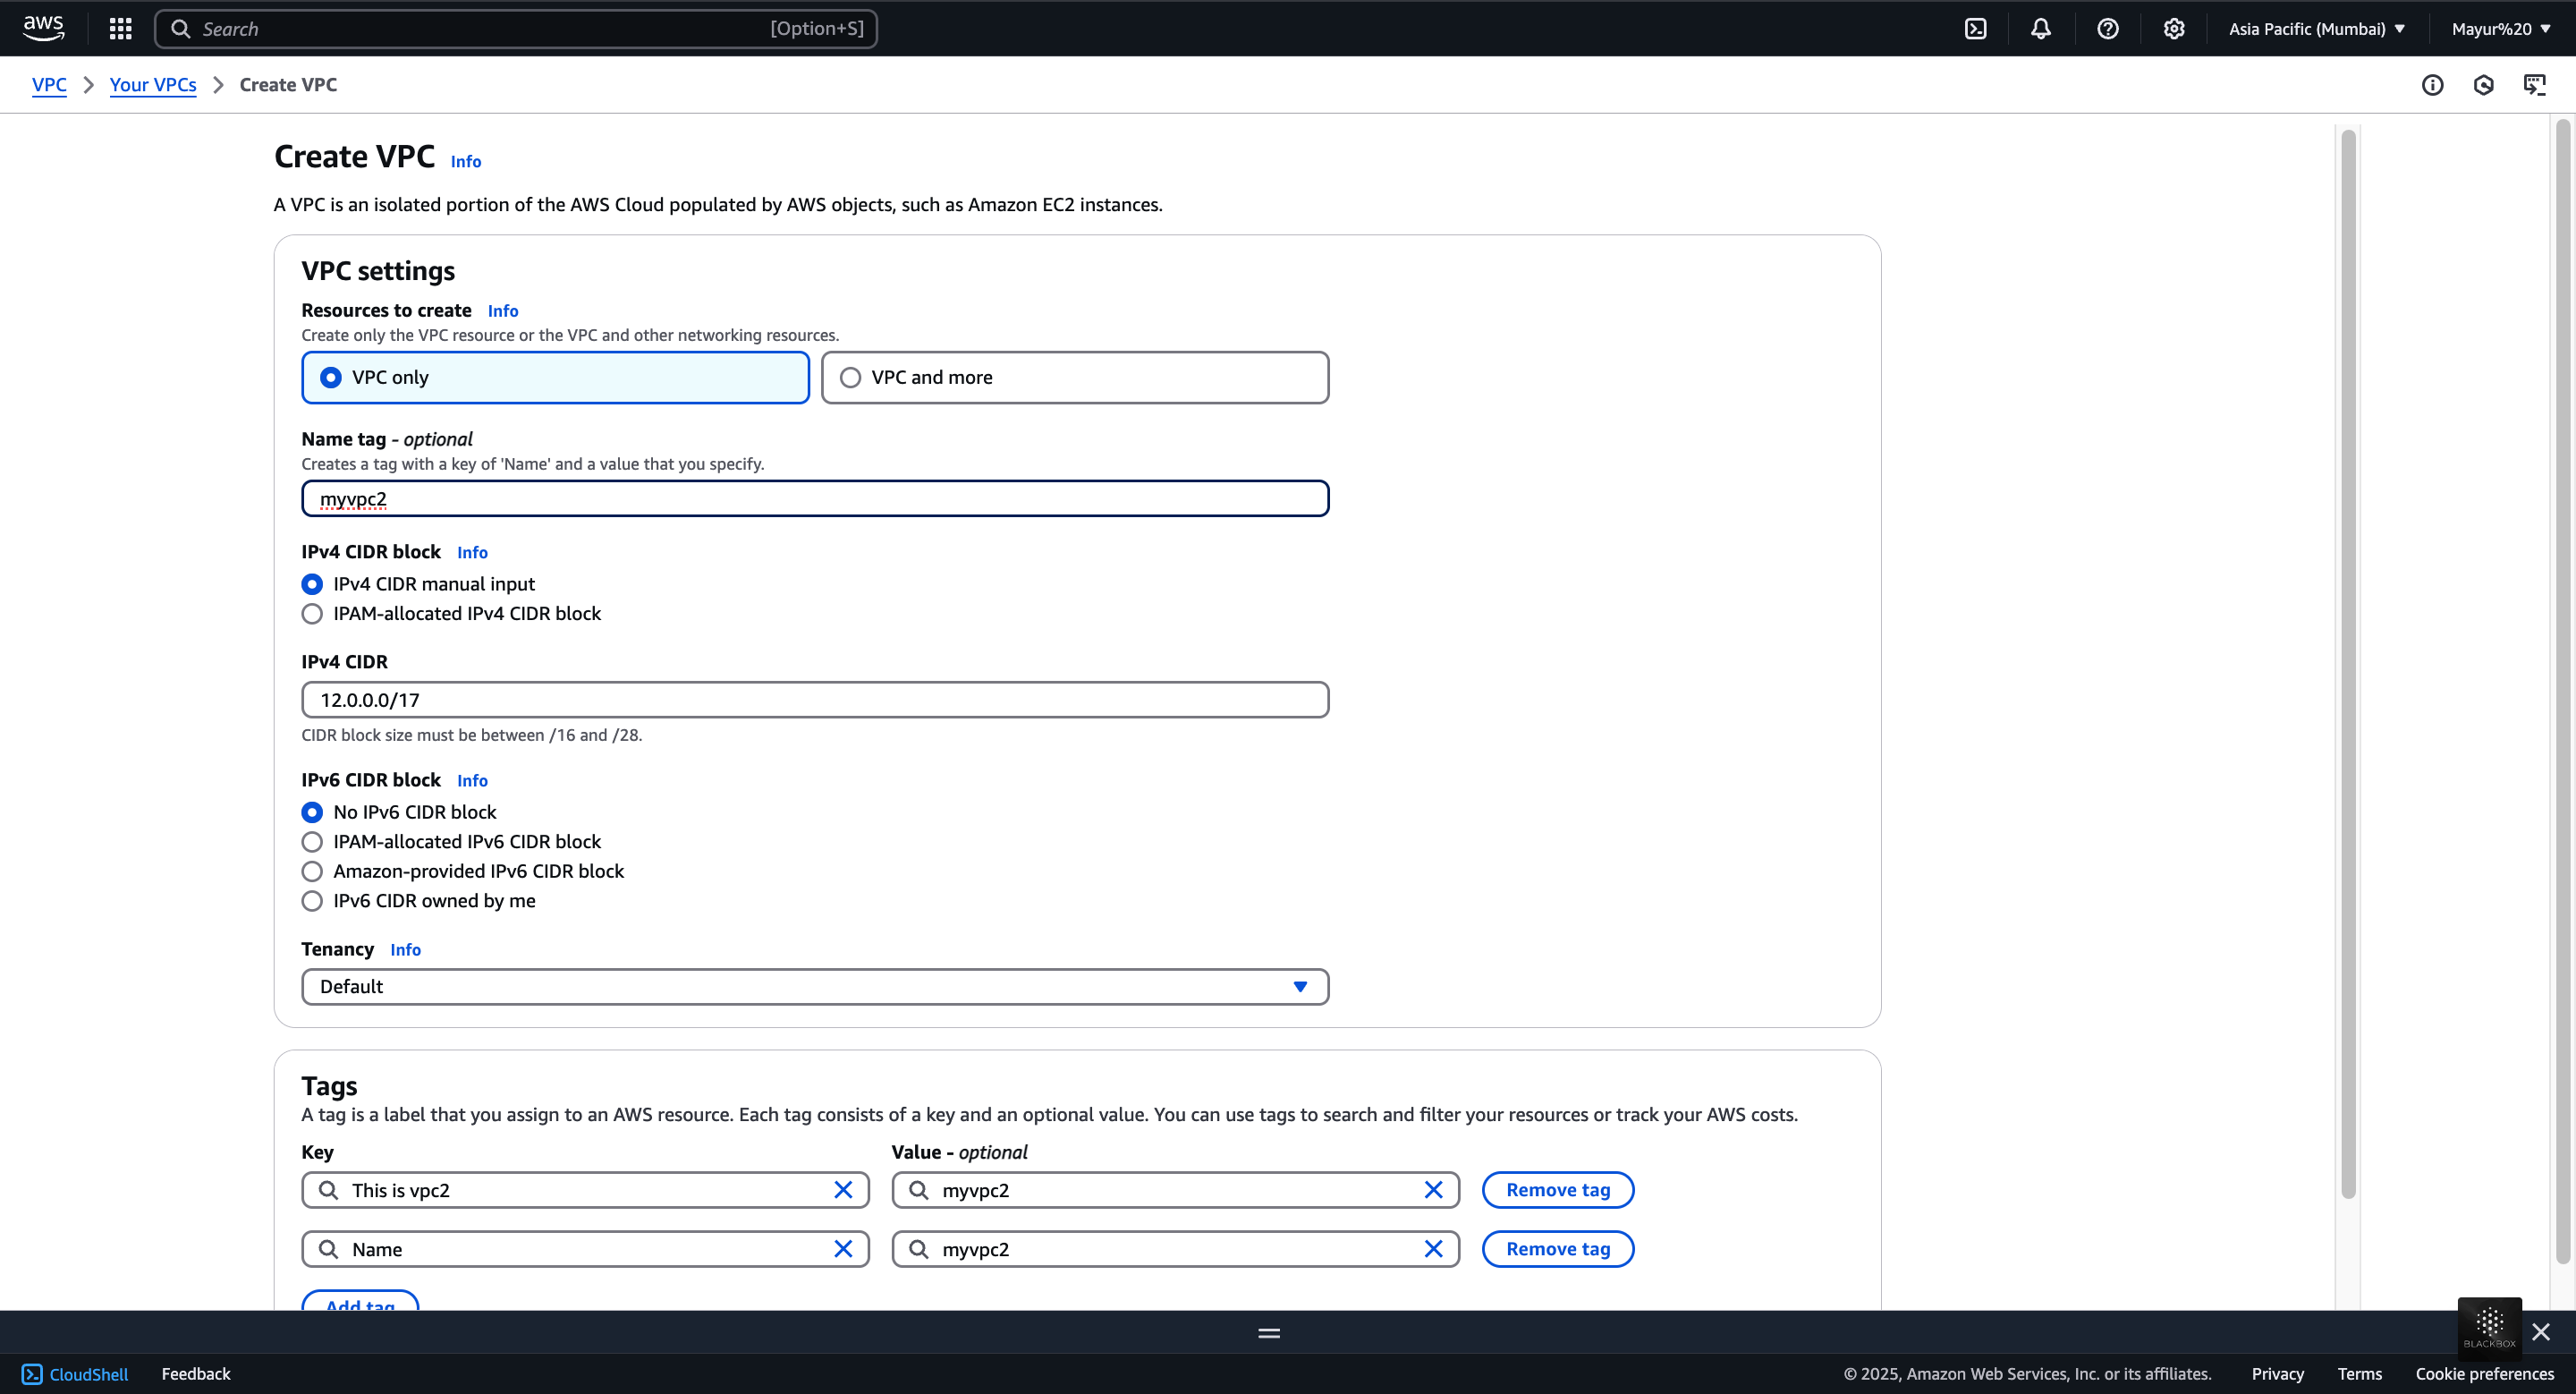 aws
Search [Option+S] Asia Pacific (Mumbai) Mayur%20
VPC Your VPCs Create VPC
Create VPC Info
A VPC is an isolated portion of the AWS Cloud populated by AWS objects, such as Amazon EC2 instances.
VPC settings
Resources to create Info
Create only the VPC resource or the VPC and other networking resources.
VPC only VPC and more
Name tag - optional
Creates a tag with a key of 'Name' and a value that you specify.
myvpc2
IPv4 CIDR block Info
IPv4 CIDR manual input
IPAM-allocated IPv4 CIDR block
IPv4 CIDR
12.0.0.0/17
CIDR block size must be between /16 and /28.
IPv6 CIDR block Info
No IPv6 CIDR block
IPAM-allocated IPv6 CIDR block
Amazon-provided IPv6 CIDR block
IPv6 CIDR owned by me
Tenancy Info
Default
Tags
A tag is a label that you assign to an AWS resource. Each tag consists of a key and an optional value. You can use tags to search and filter your resources or track your AWS costs.
Key Value - optional
This is vpc2 myvpc2 Remove tag
Name myvpc2 Remove tag
Add tag
BLACKBOX
CloudShell Feedback © 2025, Amazon Web Services, Inc. or its affiliates. Privacy Terms Cookie preferences